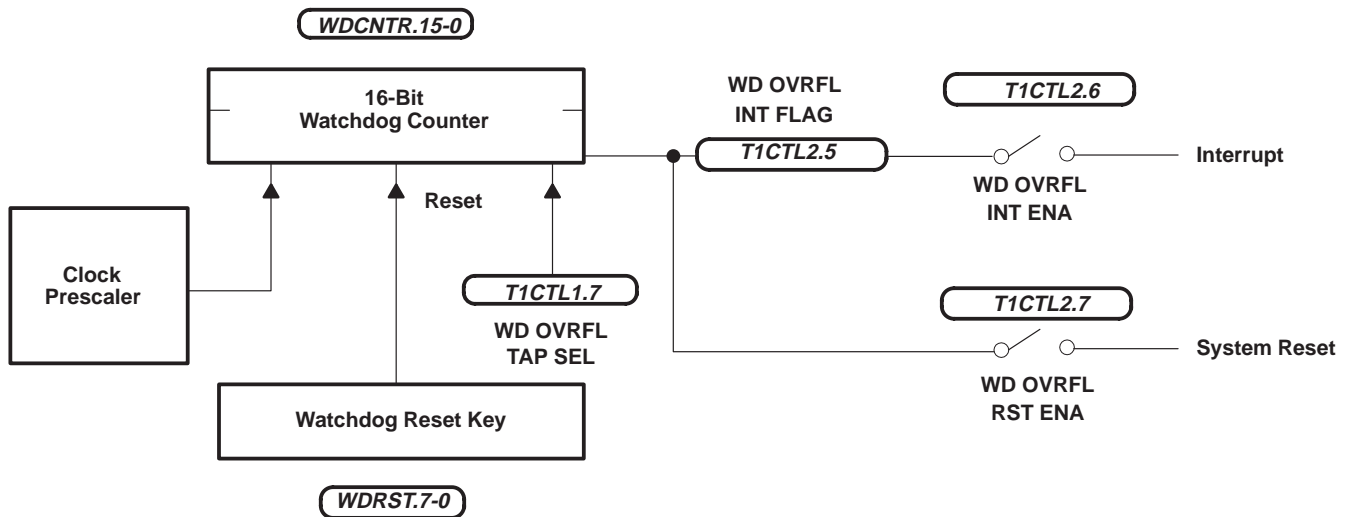 WDCNTR.15-0
16-Bit
Watchdog Counter
WD OVRFL
INT FLAG
T1CTL2.5
T1CTL2.6
Interrupt
WD OVRFL
INT ENA
Reset
Clock
Prescaler
T1CTL1.7
WD OVRFL
TAP SEL
T1CTL2.7
System Reset
WD OVRFL
RST ENA
Watchdog Reset Key
WDRST.7-0